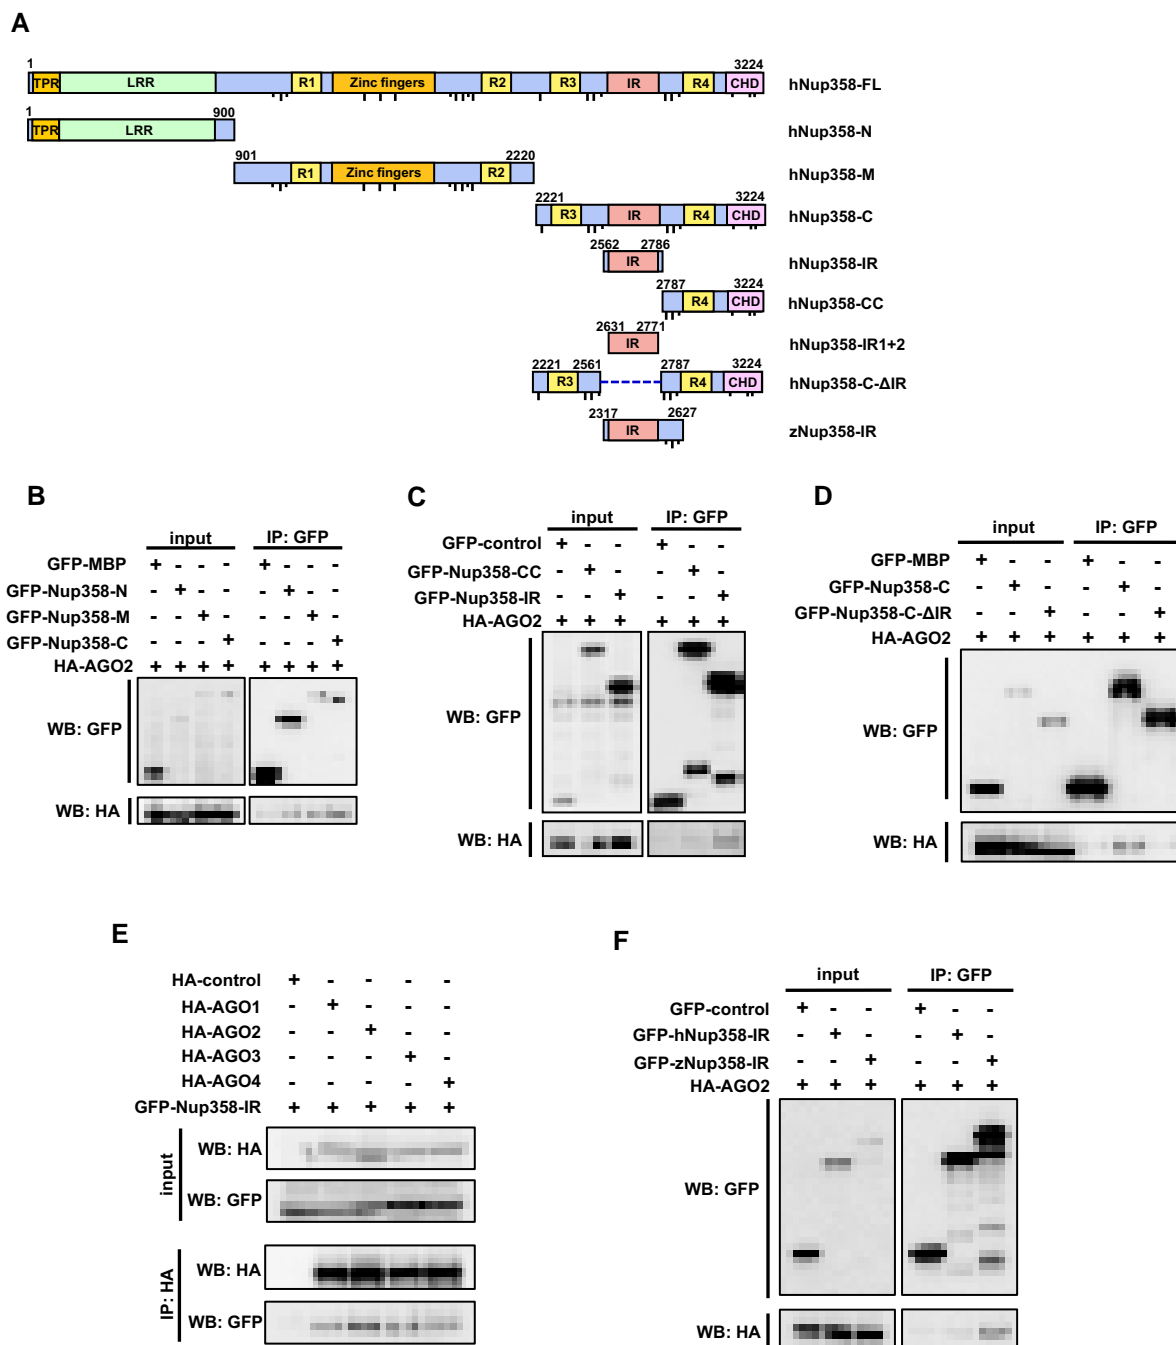 A
1 3224
TPR LRR R1 Zinc fingers R2 R3 IR R4 CHD hNup358-FL
1 900
TPR LRR hNup358-N
901 2220
R1 Zinc fingers R2 hNup358-M
2221 3224
R3 IR R4 CHD hNup358-C
2562 2786
IR hNup358-IR
2787 3224
R4 CHD hNup358-CC
2631 2771
IR hNup358-IR1+2
2221 2561 2787 3224
R3 R4 CHD hNup358-C-ΔIR
2317 2627
IR zNup358-IR
B
input IP: GFP
GFP-MBP + - - - + - - -
GFP-Nup358-N - + - - - + - -
GFP-Nup358-M - - + - - - + -
GFP-Nup358-C - - - + - - - +
HA-AGO2 + + + + + + + +
WB: GFP
WB: HA
C
input IP: GFP
GFP-control + - - + - -
GFP-Nup358-CC - + - - + -
GFP-Nup358-IR - - + - - +
HA-AGO2 + + + + + +
WB: GFP
WB: HA
D
input IP: GFP
GFP-MBP + - - + - -
GFP-Nup358-C - + - - + -
GFP-Nup358-C-ΔIR - - + - - +
HA-AGO2 + + + + + +
WB: GFP
WB: HA
E
HA-control + - - - -
HA-AGO1 - + - - -
HA-AGO2 - - + - -
HA-AGO3 - - - + -
HA-AGO4 - - - - +
GFP-Nup358-IR + + + + +
input
WB: HA
WB: GFP
IP: HA
WB: HA
WB: GFP
F
input IP: GFP
GFP-control + - - + - -
GFP-hNup358-IR - + - - + -
GFP-zNup358-IR - - + - - +
HA-AGO2 + + + + + +
WB: GFP
WB: HA